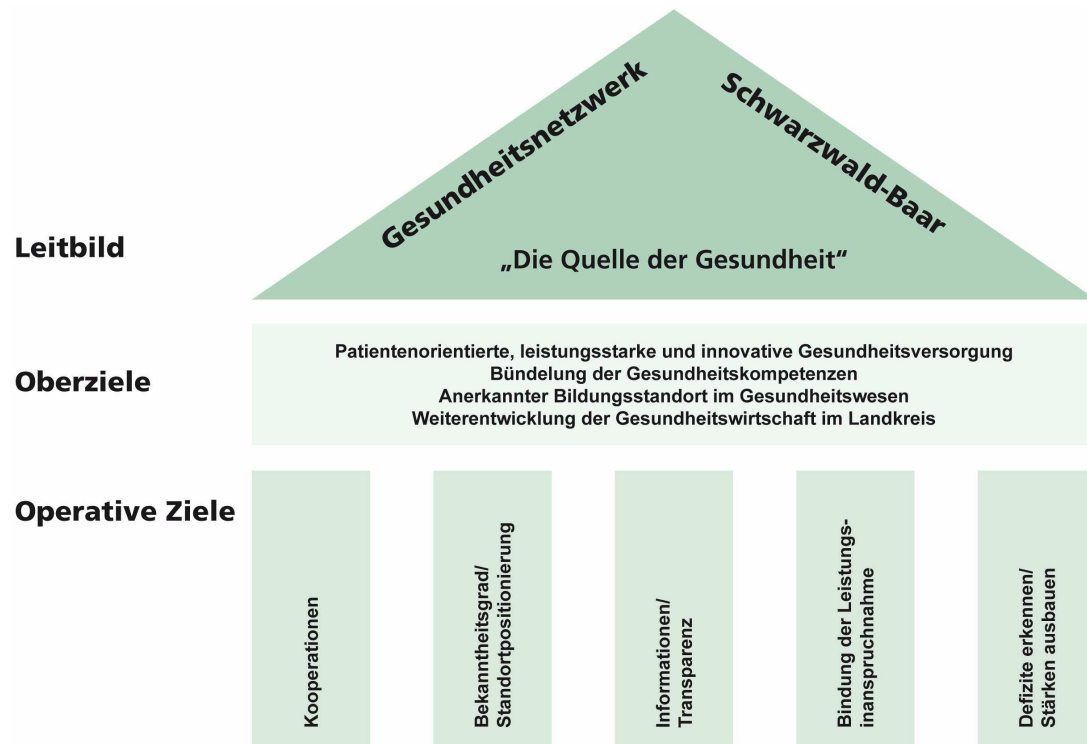 Gesundheitsnetzwerk
Schwarzwald-Baar
Leitbild
„Die Quelle der Gesundheit“
Oberziele
Patientenorientierte, leistungsstarke und innovative Gesundheitsversorgung
Bündelung der Gesundheitskompetenzen
Anerkannter Bildungsstandort im Gesundheitswesen
Weiterentwicklung der Gesundheitswirtschaft im Landkreis
Operative Ziele
Kooperationen
Bekanntheitsgrad/
Standortpositionierung
Informationen/
Transparenz
Bindung der Leistungs-
inanspruchnahme
Defizite erkennen/
Stärken ausbauen